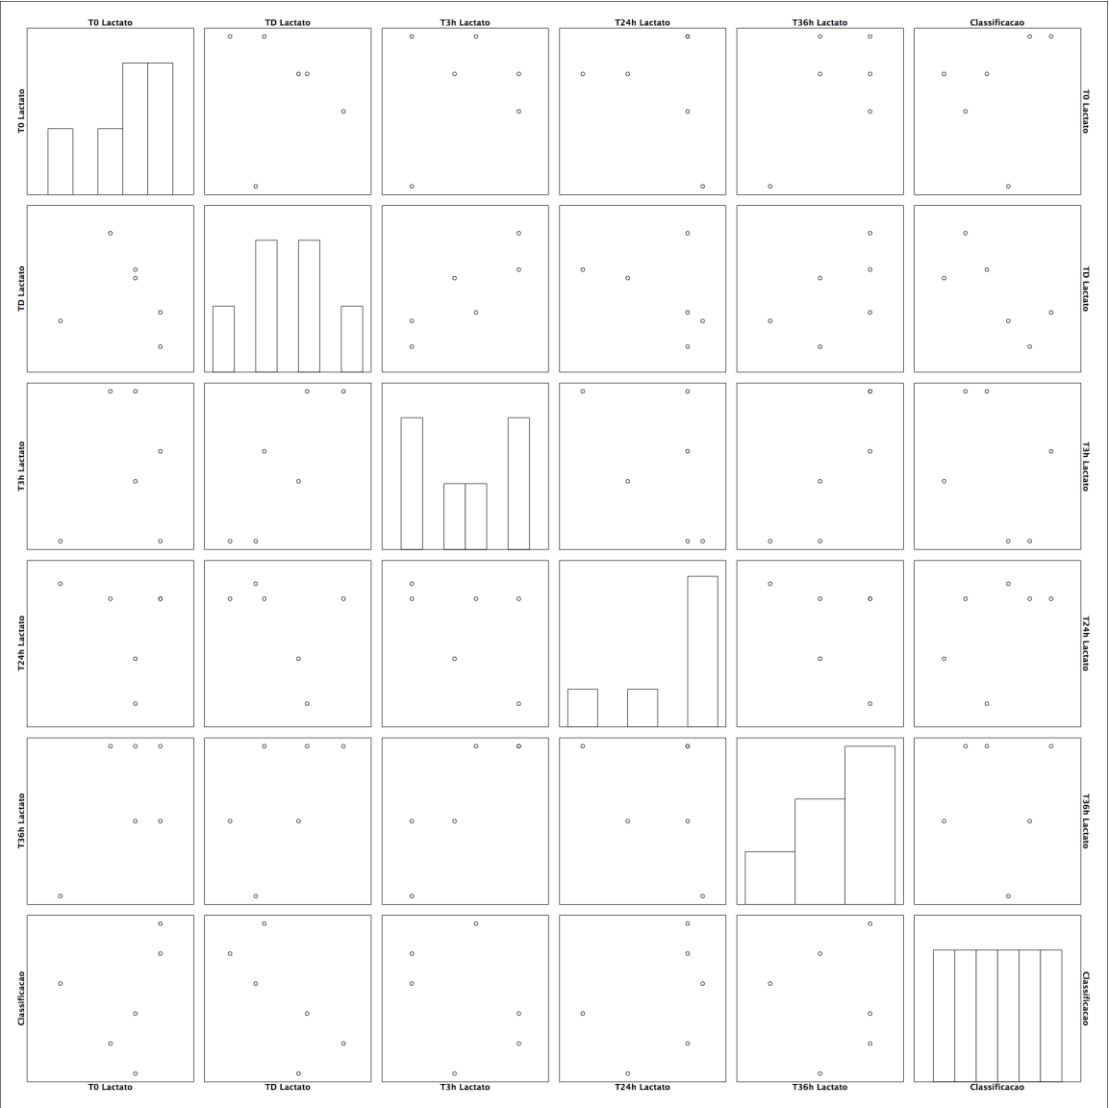 T0 Lactato TD Lactato T3h Lactato T24h Lactato T36h Lactato Classificacao
T0 Lactato T0 Lactato
TD Lactato TD Lactato
T3h Lactato T3h Lactato
T24h Lactato T24h Lactato
T36h Lactato T36h Lactato
Classificacao Classificacao
T0 Lactato TD Lactato T3h Lactato T24h Lactato T36h Lactato Classificacao